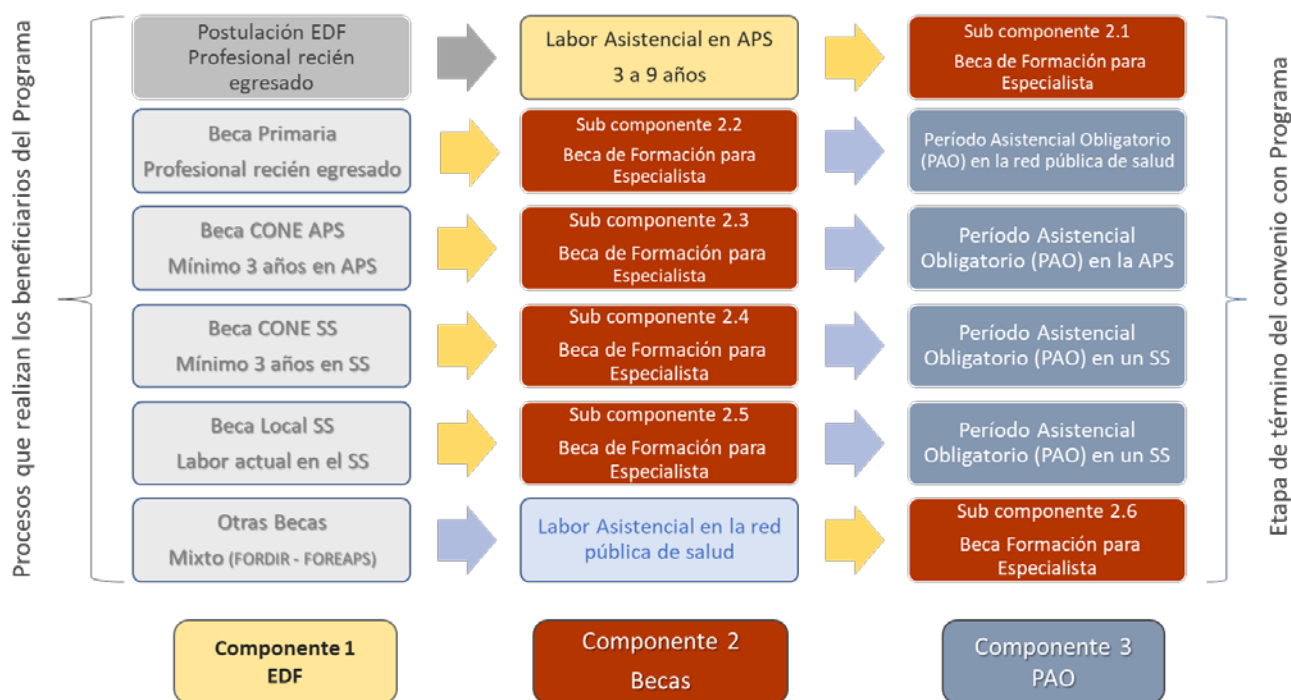 Procesos que realizan los beneficiarios del Programa
Postulación EDF
Profesional recién
egresado
Labor Asistencial en APS
3 a 9 años
Sub componente 2.1
Beca de Formación para
Especialista
Beca Primaria
Profesional recién egresado
Sub componente 2.2
Beca de Formación para
Especialista
Período Asistencial Obligatorio
(PAO) en la red pública de salud
Beca CONE APS
Mínimo 3 años en APS
Sub componente 2.3
Beca de Formación para
Especialista
Período Asistencial
Obligatorio (PAO) en la APS
Beca CONE SS
Mínimo 3 años en SS
Sub componente 2.4
Beca de Formación para
Especialista
Período Asistencial
Obligatorio (PAO) en un SS
Beca Local SS
Labor actual en el SS
Sub componente 2.5
Beca de Formación para
Especialista
Período Asistencial
Obligatorio (PAO) en un SS
Otras Becas
Mixto (FORDIR - FOREAPS)
Labor Asistencial en la red
pública de salud
Sub componente 2.6
Beca Formación para
Especialista
Etapa de término del convenio con Programa
Componente 1
EDF
Componente 2
Becas
Componente 3
PAO